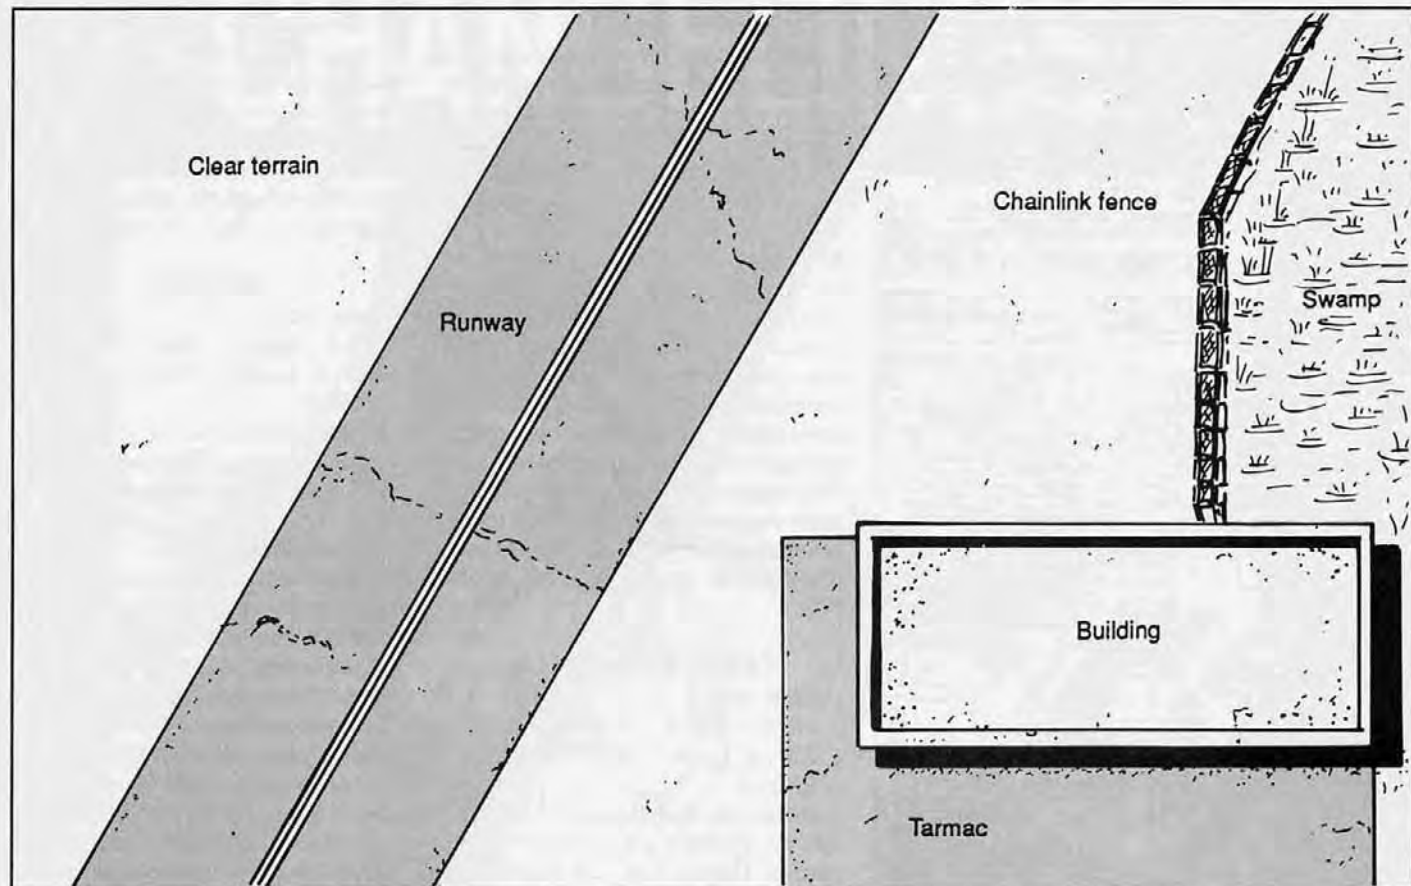 Clear terrain
Chainlink fence
Swamp
Runway
Building
Tarmac